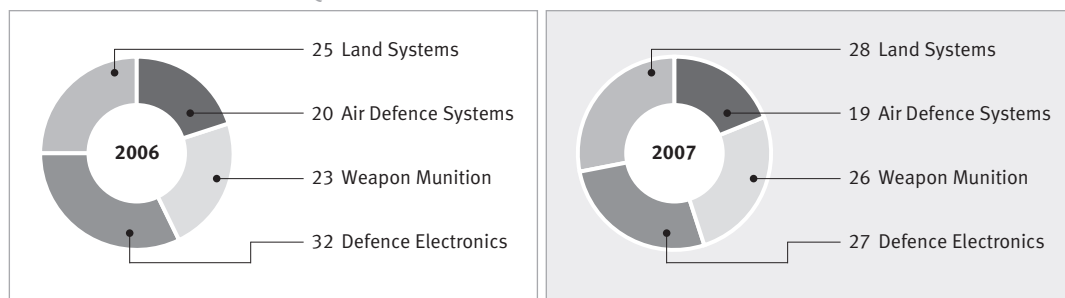 2006
25 Land Systems
20 Air Defence Systems
23 Weapon Munition
32 Defence Electronics
2007
28 Land Systems
19 Air Defence Systems
26 Weapon Munition
27 Defence Electronics